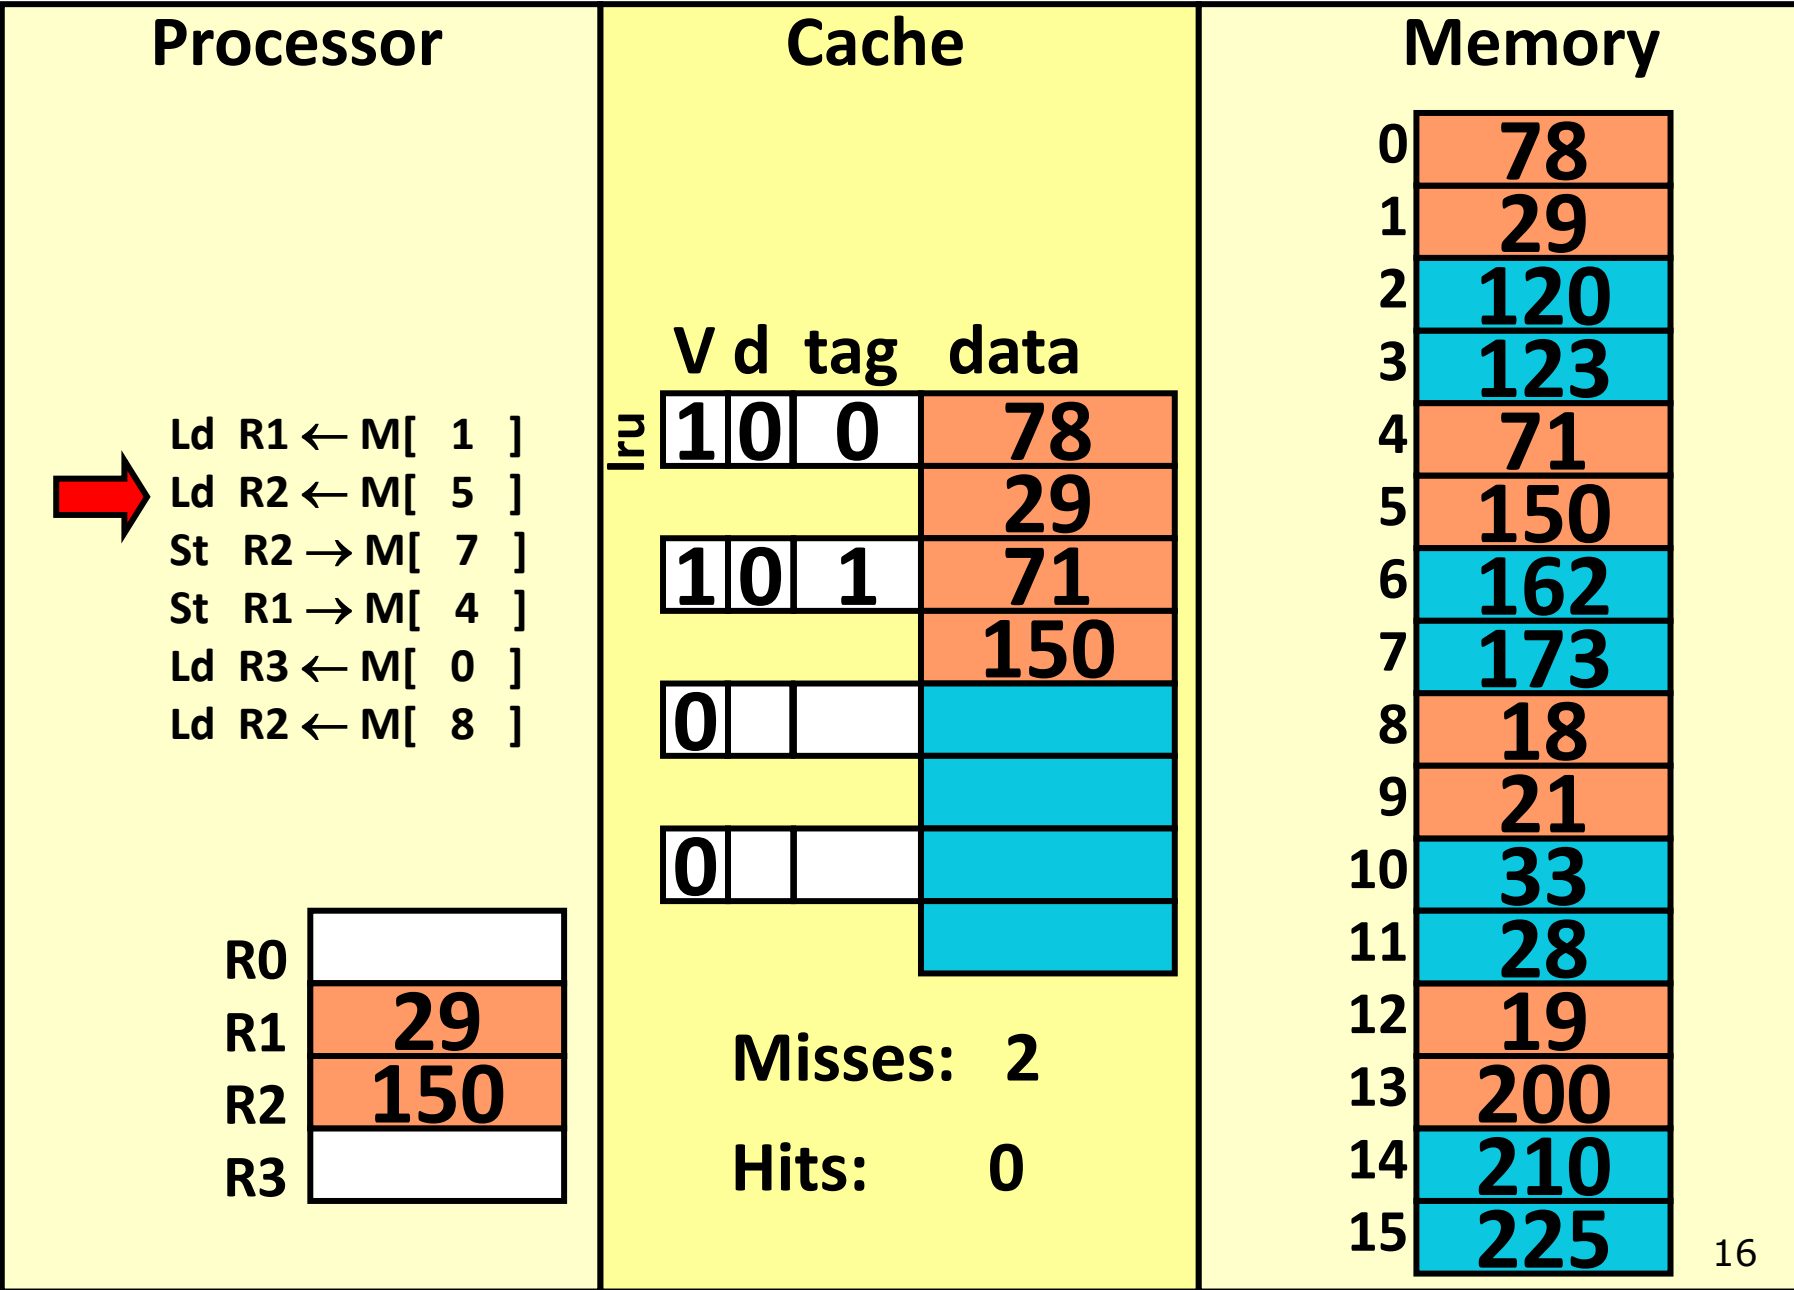 Processor
Ld R1 ← M[ 1 ]
Ld R2 ← M[ 5 ]
St R2 → M[ 7 ]
St R1 → M[ 4 ]
Ld R3 ← M[ 0 ]
Ld R2 ← M[ 8 ]
R0
R1 29
R2 150
R3
Cache
V d tag data
lru 1 0 0 78
29
1 0 1 71
150
0
0
Misses: 2
Hits: 0
Memory
0 78
1 29
2 120
3 123
4 71
5 150
6 162
7 173
8 18
9 21
10 33
11 28
12 19
13 200
14 210
15 225
16